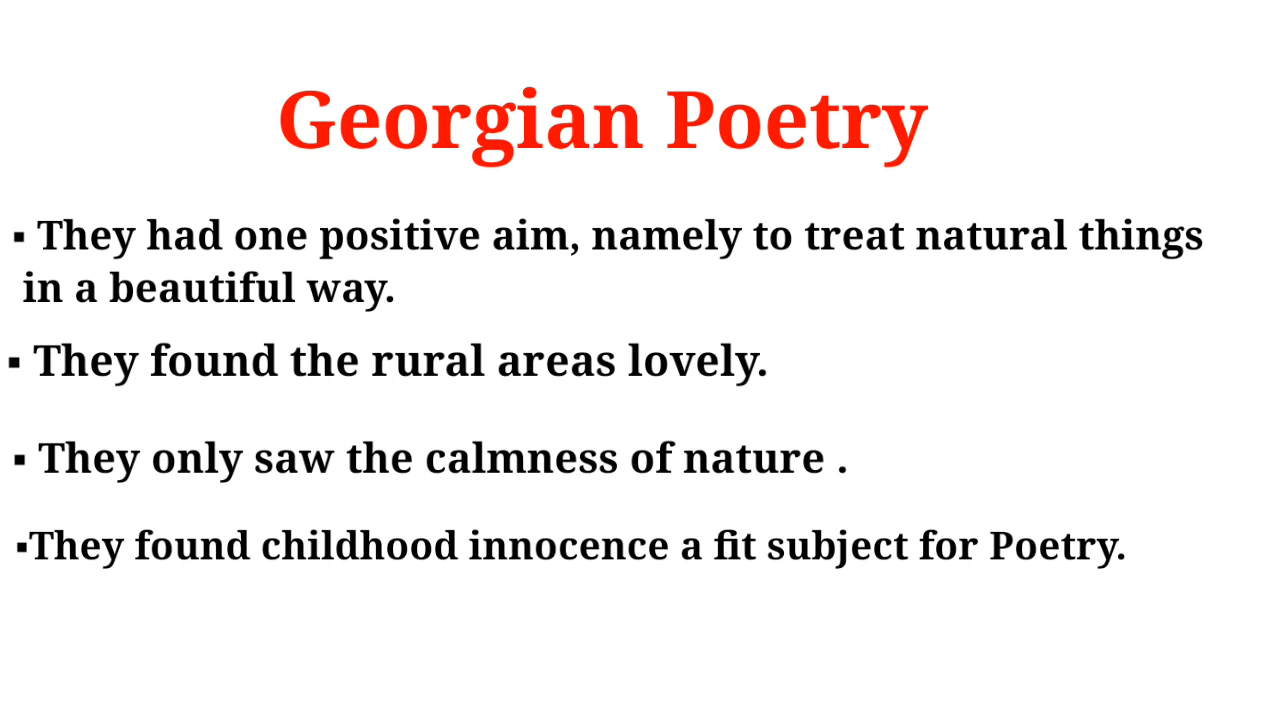 Georgian Poetry
▪ They had one positive aim, namely to treat natural things
in a beautiful way.
▪ They found the rural areas lovely.
▪ They only saw the calmness of nature .
▪They found childhood innocence a fit subject for Poetry.